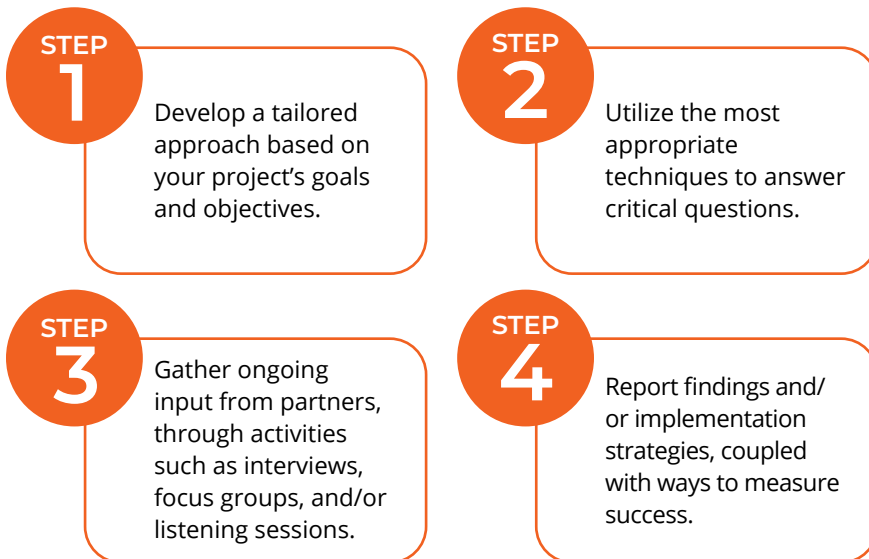 STEP
1
Develop a tailored
approach based on
your project’s goals
and objectives.
STEP
2
Utilize the most
appropriate
techniques to answer
critical questions.
STEP
3
Gather ongoing
input from partners,
through activities
such as interviews,
focus groups, and/or
listening sessions.
STEP
4
Report findings and/
or implementation
strategies, coupled
with ways to measure
success.